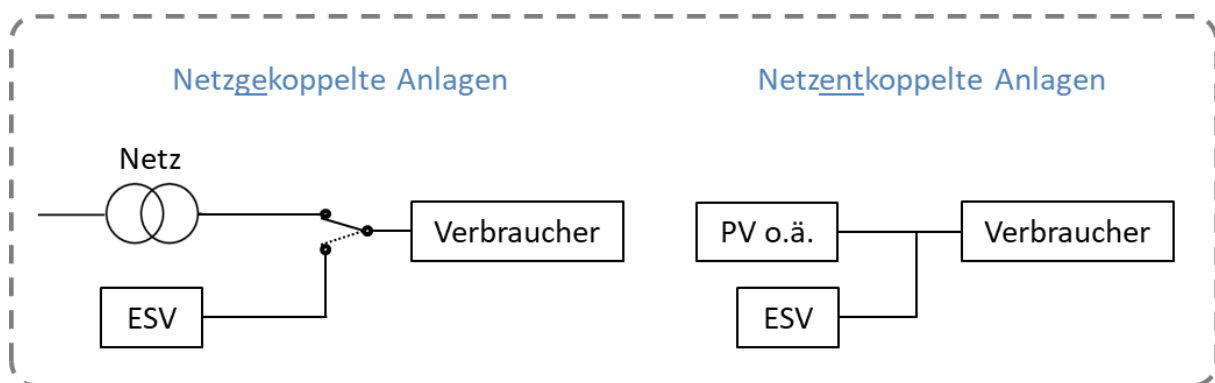 Netzgekoppelte Anlagen
Netz
Verbraucher
ESV
Netzentkoppelte Anlagen
PV o.ä.
Verbraucher
ESV